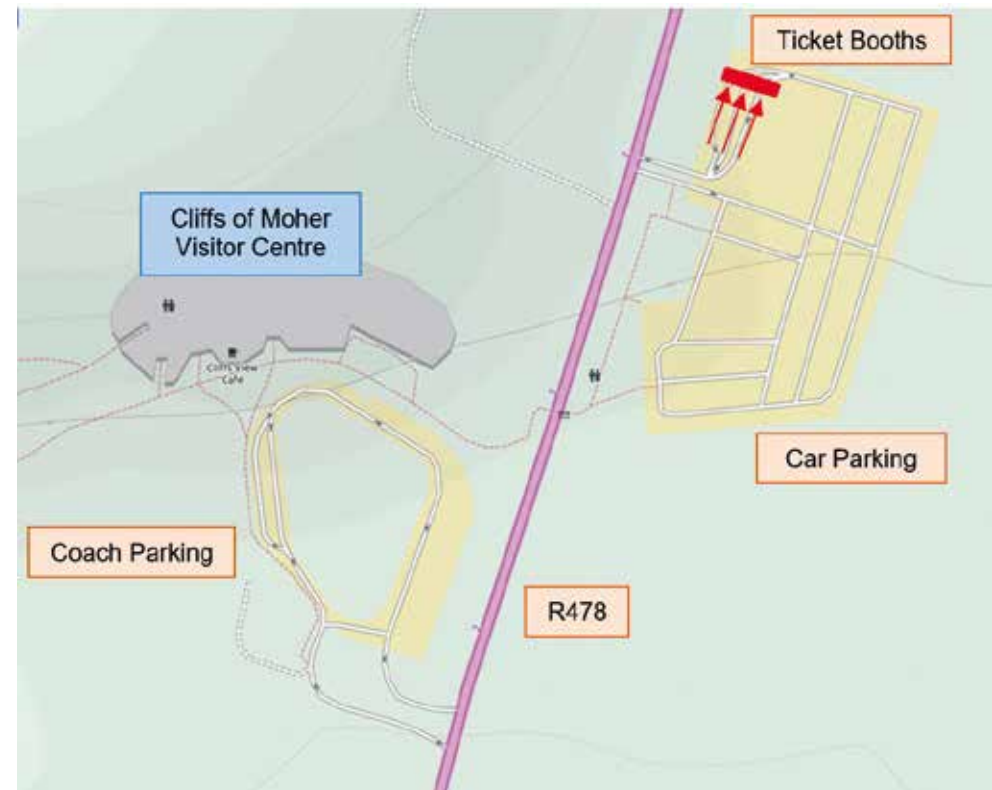 Ticket Booths
Cliffs of Moher
Visitor Centre
Cliffs View
Cafe
Car Parking
Coach Parking
R478